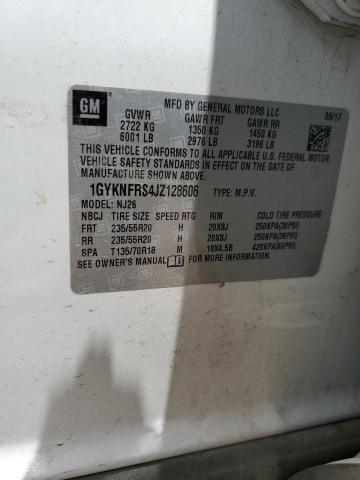 GM
MFD BY GENERAL MOTORS LLC 09/17
GVWR GAWR FRT GAWR RR
2722 KG 1350 KG 1450 KG
6001 LB 2976 LB 3196 LB
THIS VEHICLE CONFORMS TO ALL APPLICABLE U.S. FEDERAL MOTOR
VEHICLE SAFETY STANDARDS IN EFFECT ON THE DATE OF
MANUFACTURE SHOWN ABOVE.
1GYKNFRS4JZ128606 TYPE: M.P.V.
MODEL: NJ26
NBCJ TIRE SIZE SPEED RTG RIM COLD TIRE PRESSURE
FRT 235/55R20 H 20X8J 250KPA(36PSI)
RR 235/55R20 H 20X8J 250KPA(36PSI)
SPA T135/70R18 M 18X4.5B 420KPA(60PSI)
SEE OWNER'S MANUAL FOR MORE INFORMATION.